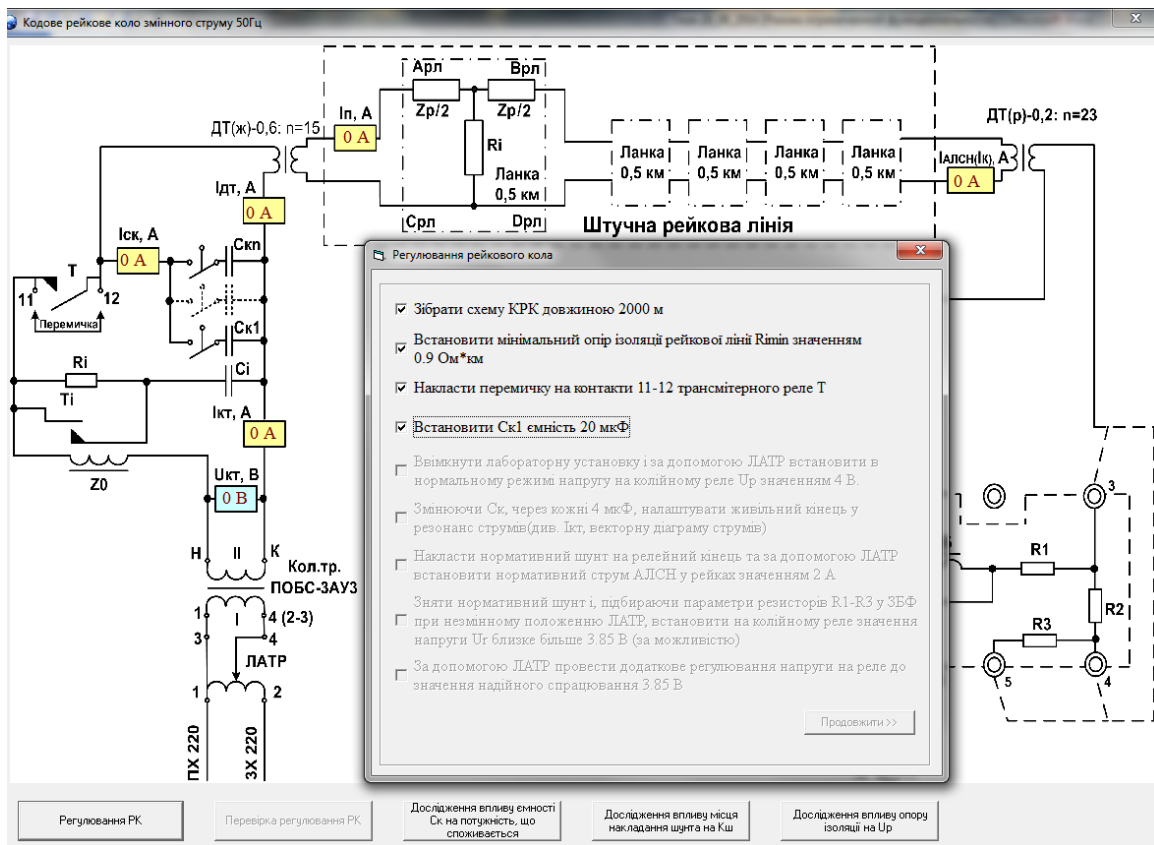 Кодове рейкове коло змінного струму 50Гц
Арл
Врл
Zp/2
Zp/2
Iп, А
0 А
ДТ(ж)-0,6: n=15
Ri
Ланка
0,5 км
Срл
Dрл
Ланка
0,5 км
Ланка
0,5 км
Ланка
0,5 км
Ланка
0,5 км
Штучна рейкова лінія
ДТ(р)-0,2: n=23
IАЛСН(Iк), А
0 А
Iдт, А
0 А
Iск, А
0 А
Скn
Т
11
12
Перемичка
Ск1
Ri
Сi
Тi
Iкт, А
0 А
Z0
Uкт, В
0 В
Н
II
К
Кол.тр.
ПОБС-3АУЗ
1
I
4 (2-3)
3
4
ЛАТР
1
2
ПХ 220
ЗХ 220
Регулювання рейкового кола
Зібрати схему КРК довжиною 2000 м
Встановити мінімальний опір ізоляції рейкової лінії Rimin значенням
0.9 Ом*км
Накласти перемичку на контакти 11-12 трансмітерного реле Т
Встановити Ск1 ємність 20 мкФ
Ввімкнути лабораторну установку і за допомогою ЛАТР встановити в
нормальному режимі напругу на колійному реле Up значенням 4 В.
Змінюючи Ск, через кожні 4 мкФ, налаштувати живільний кінець у
резонанс струмів(див. Iкт, векторну діаграму струмів)
Накласти нормативний шунт на релейний кінець та за допомогою ЛАТР
встановити нормативний струм АЛСН у рейках значенням 2 А
Зняти нормативний шунт і, підбираючи параметри резисторів R1-R3 у ЗБФ
при незмінному положенню ЛАТР, встановити на колійному реле значення
напруги Ur близке більше 3.85 В (за можливістю)
За допомогою ЛАТР провести додаткове регулювання напруги на реле до
значення надійного спрацювання 3.85 В
Продовжити >>
3
R1
R2
R3
5
4
Регулювання РК
Перевірка регулювання РК
Дослідження впливу ємності
Ск на потужність, що
споживається
Дослідження впливу місця
накладання шунта на Кш
Дослідження впливу опору
ізоляції на Up